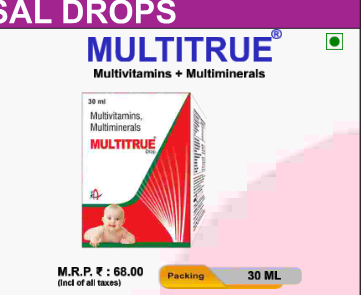 SAL DROPS
MULTITRUE®
Multivitamins + Multiminerals
30 ml
Multivitamins,
Multiminerals
MULTITRUE
Drop
M.R.P. ₹ : 68.00
(Incl of all taxes)
Packing 30 ML